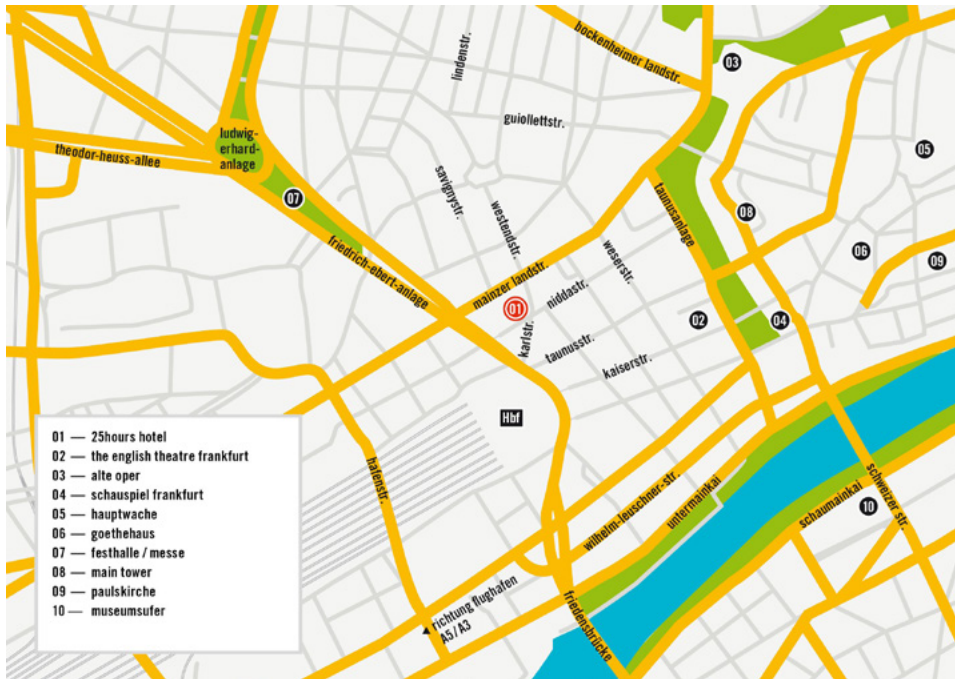 bockenheimer landstr.
lindenstr.
03
guiollettstr.
ludwig-
erhard-
anlage
theodor-heuss-allee
05
savignystr.
07
taunusanlage
westendstr.
08
weserstr.
friedrich-ebert-anlage
06
09
mainzer landstr.
niddastr.
01
02
04
karlstr.
taunusstr.
kaiserstr.
Hbf
01 — 25hours hotel
02 — the english theatre frankfurt
03 — alte oper
04 — schauspiel frankfurt
05 — hauptwache
06 — goethehaus
07 — festhalle / messe
08 — main tower
09 — paulskirche
10 — museumsufer
hafenstr.
wilhelm-leuschner-str.
untermainkai
schaumainkai
schweizer str.
10
richtung flughafen
A5/A3
friedensbrücke